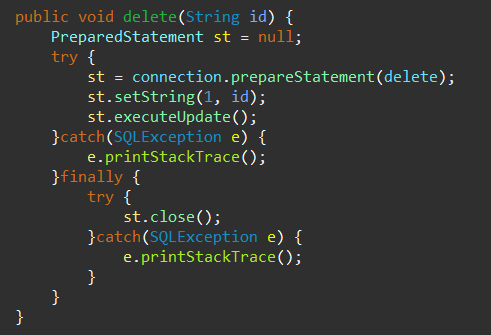 public void delete(String id) {
    PreparedStatement st = null;
    try {
        st = connection.prepareStatement(delete);
        st.setString(1, id);
        st.executeUpdate();
    }catch(SQLException e) {
        e.printStackTrace();
    }finally {
        try {
            st.close();
        }catch(SQLException e) {
            e.printStackTrace();
        }
    }
}